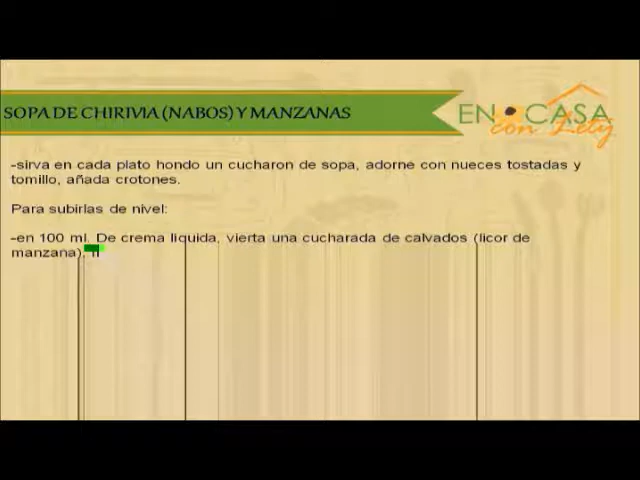 SOPA DE CHIRIVIA (NABOS) Y MANZANAS
EN CASA
con Lety
-sirva en cada plato hondo un cucharon de sopa, adorne con nueces tostadas y
tomillo, añada crotones.
Para subirlas de nivel:
-en 100 ml. De crema líquida, vierta una cucharada de calvados (licor de
manzana),